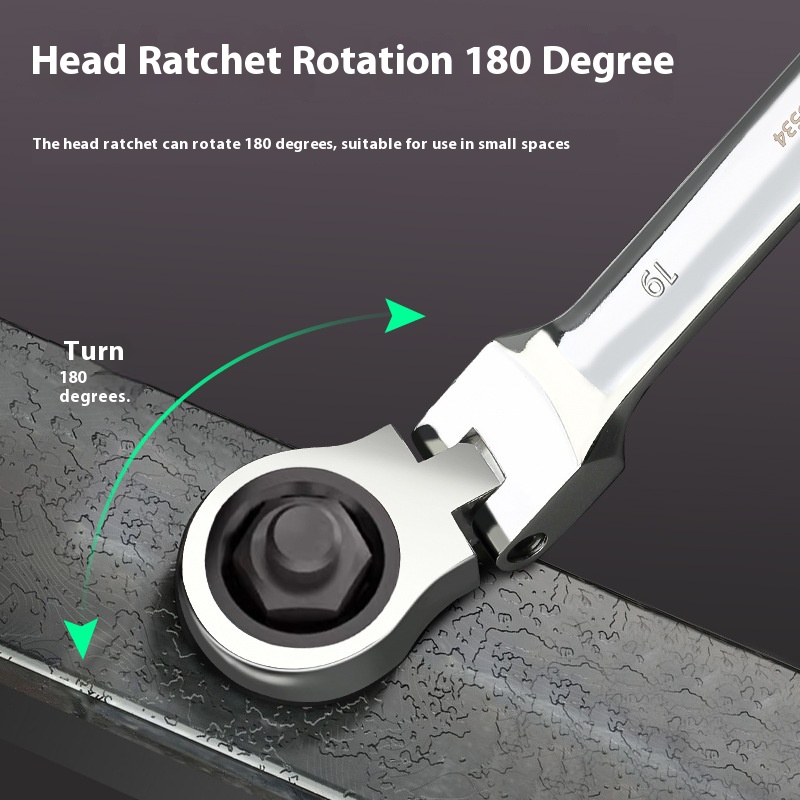 Head Ratchet Rotation 180 Degree
The head ratchet can rotate 180 degrees, suitable for use in small spaces
Turn
180
degrees.
19